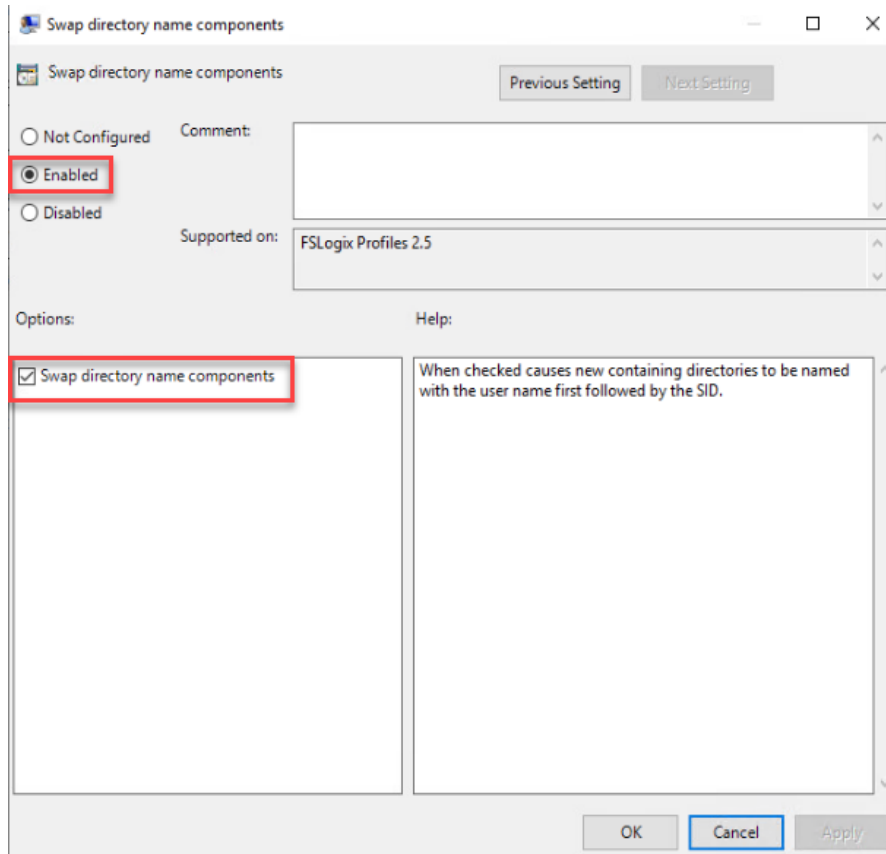 Swap directory name components
Swap directory name components
Previous Setting
Next Setting
Not Configured
Comment:
Enabled
Disabled
Supported on:
FSLogix Profiles 2.5
Options:
Help:
Swap directory name components
When checked causes new containing directories to be named
with the user name first followed by the SID.
OK
Cancel
Apply